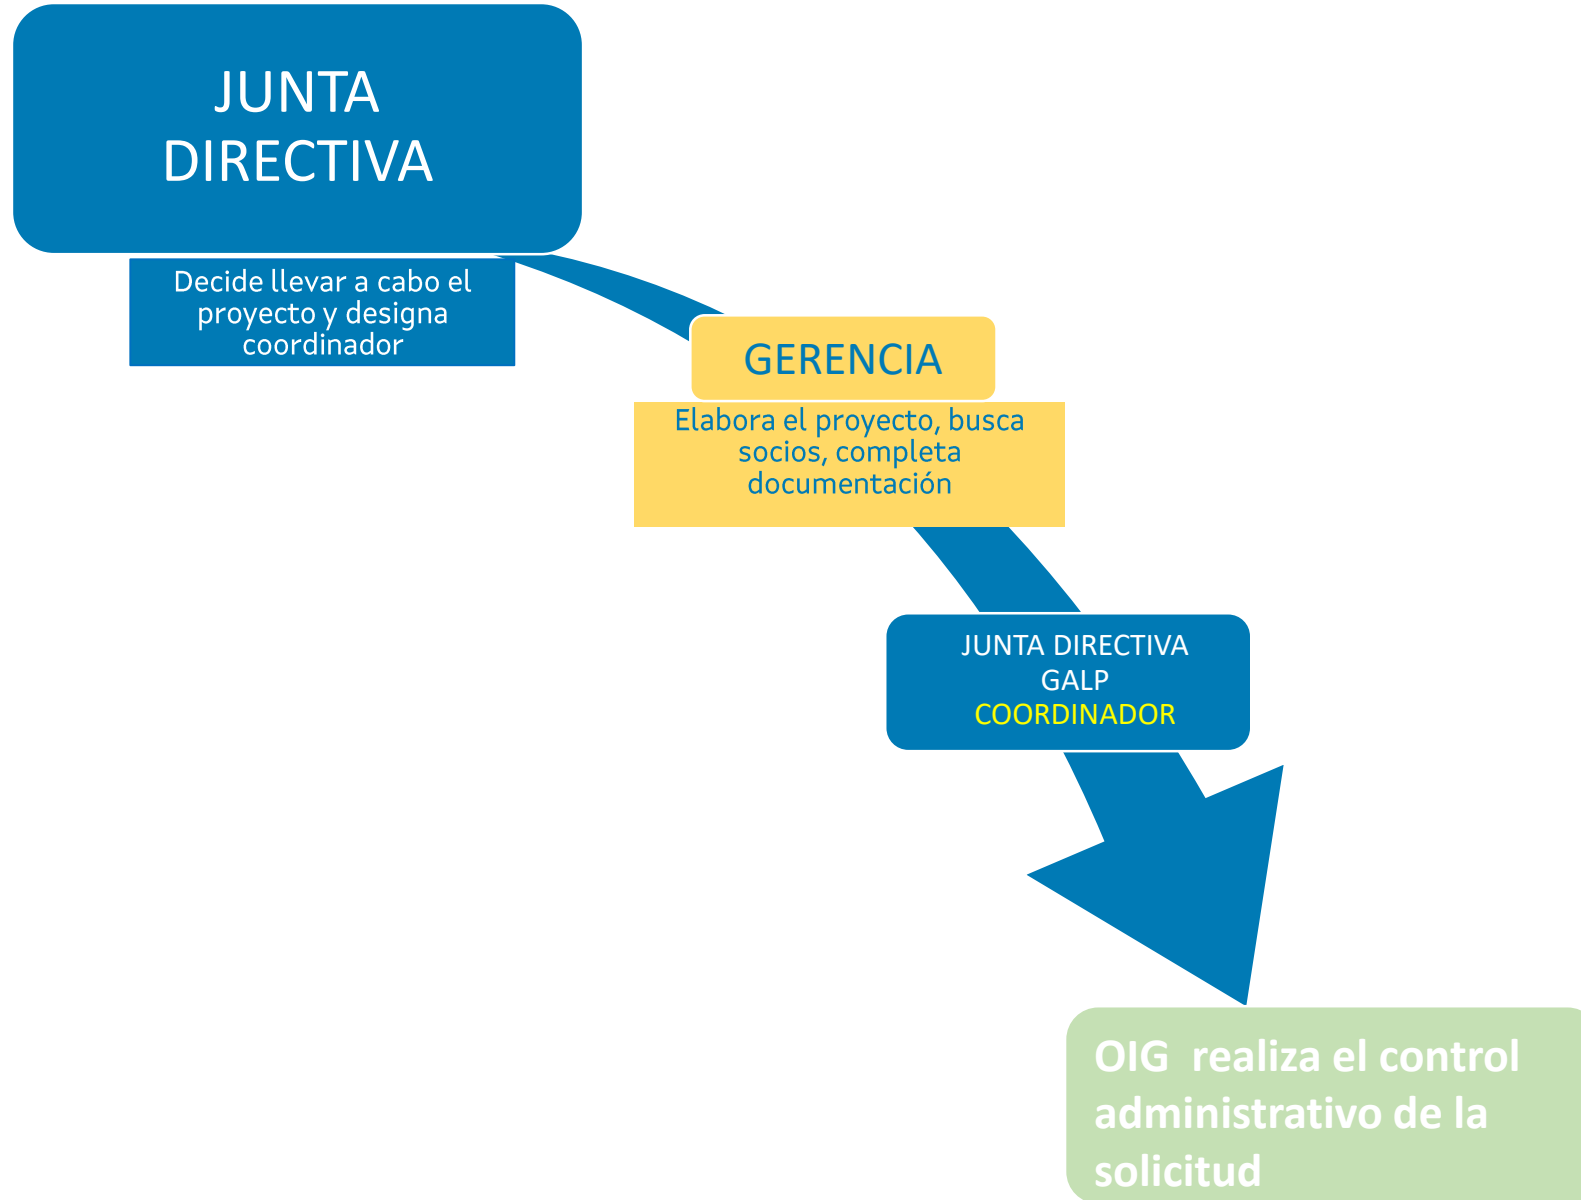 JUNTA
DIRECTIVA
Decide llevar a cabo el
proyecto y designa
coordinador
GERENCIA
Elabora el proyecto, busca
socios, completa
documentación
JUNTA DIRECTIVA
GALP
COORDINADOR
OIG realiza el control
administrativo de la
solicitud